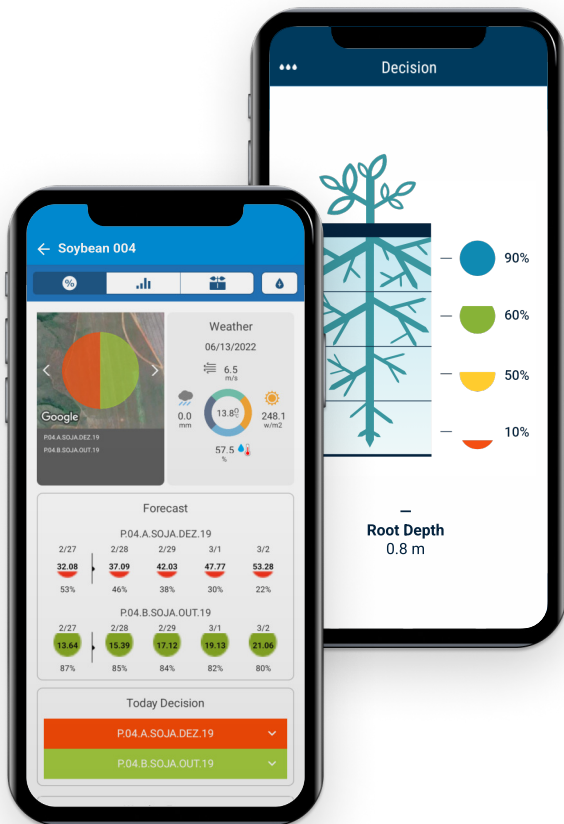 Decision
90%
60%
50%
10%
Root Depth
0.8 m
Soybean 004
%
Weather
06/13/2022
6.5
m/s
0.0
mm
13.8º
248.1
w/m2
57.5
%
Google
P.04.A.SOJA.DEZ.19
P.04.B.SOJA.OUT.19
Forecast
P.04.A.SOJA.DEZ.19
2/27 2/28 2/29 3/1 3/2
32.08 37.09 42.03 47.77 53.28
53% 46% 38% 30% 22%
P.04.B.SOJA.OUT.19
2/27 2/28 2/29 3/1 3/2
13.64 15.39 17.12 19.13 21.06
87% 85% 84% 82% 80%
Today Decision
P.04.A.SOJA.DEZ.19
P.04.B.SOJA.OUT.19